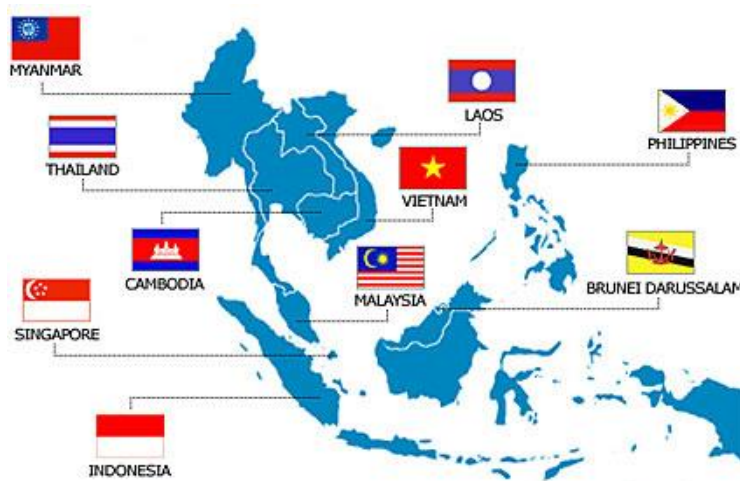 MYANMAR
LAOS
PHILIPPINES
THAILAND
VIETNAM
CAMBODIA
MALAYSIA
BRUNEI DARUSSALAM
SINGAPORE
INDONESIA